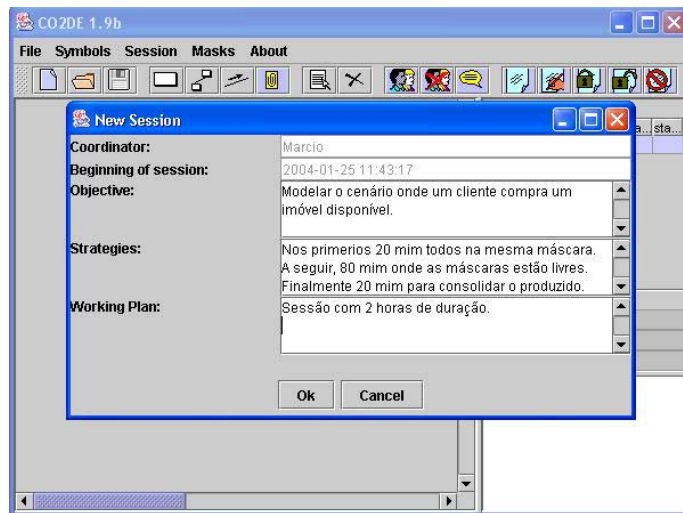 CO2DE 1.9b
File Symbols Session Masks About
New Session
a... sta...
Coordinator:
Marcio
Beginning of session:
2004-01-25 11:43:17
Objective:
Modelar o cenário onde um cliente compra um
imóvel disponível.
Strategies:
Nos primerios 20 mim todos na mesma máscara.
A seguir, 80 mim onde as máscaras estão livres.
Finalmente 20 mim para consolidar o produzido.
Working Plan:
Sessão com 2 horas de duração.
Ok Cancel